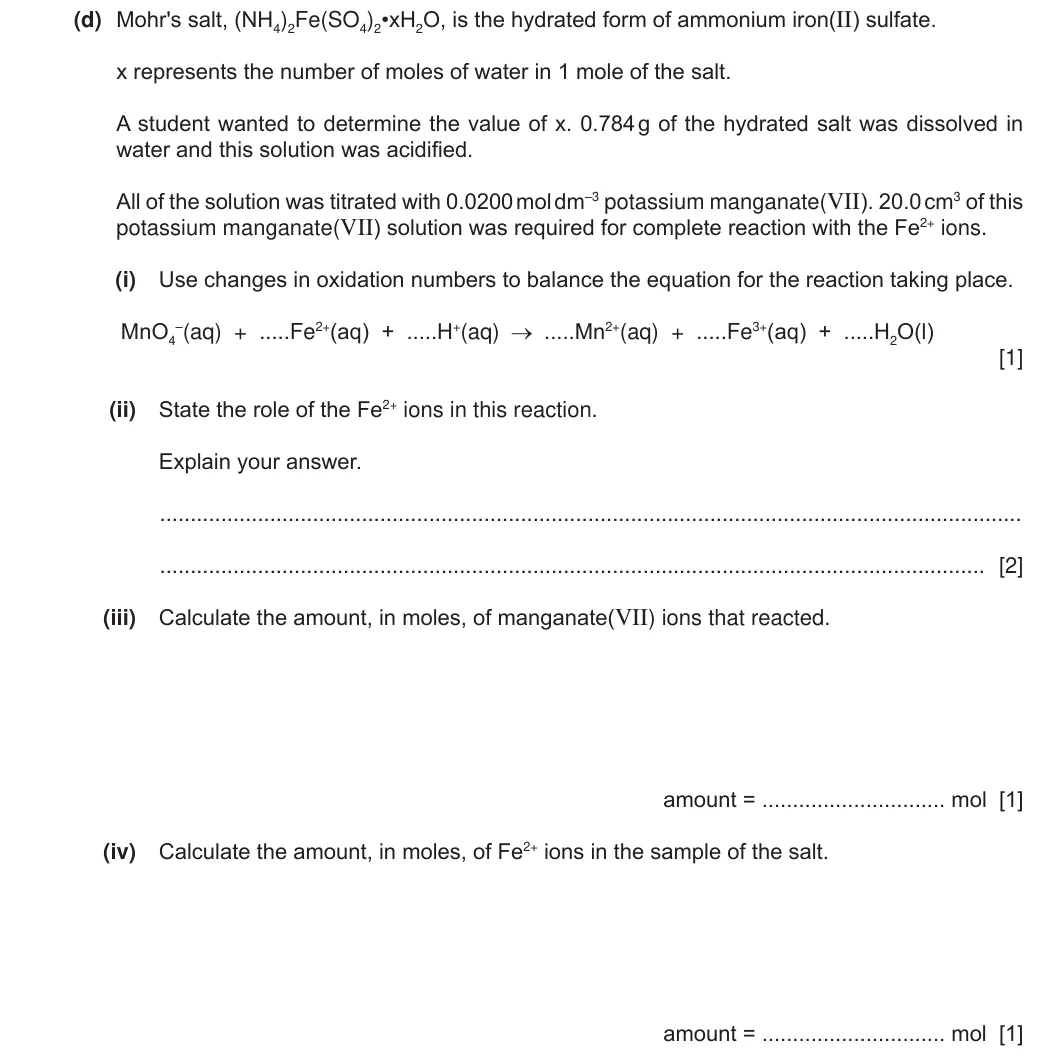 (d) Mohr's salt, (NH₄)₂Fe(SO₄)₂•xH₂O, is the hydrated form of ammonium iron(II) sulfate.
x represents the number of moles of water in 1 mole of the salt.
A student wanted to determine the value of x. 0.784 g of the hydrated salt was dissolved in
water and this solution was acidified.
All of the solution was titrated with 0.0200 mol dm⁻³ potassium manganate(VII). 20.0 cm³ of this
potassium manganate(VII) solution was required for complete reaction with the Fe²⁺ ions.
(i) Use changes in oxidation numbers to balance the equation for the reaction taking place.
MnO₄⁻(aq) + .....Fe²⁺(aq) + .....H⁺(aq) → .....Mn²⁺(aq) + .....Fe³⁺(aq) + .....H₂O(l)
[1]
(ii) State the role of the Fe²⁺ ions in this reaction.
Explain your answer.
..............................................................................................................................................
........................................................................................................................................ [2]
(iii) Calculate the amount, in moles, of manganate(VII) ions that reacted.
amount = .............................. mol [1]
(iv) Calculate the amount, in moles, of Fe²⁺ ions in the sample of the salt.
amount = .............................. mol [1]